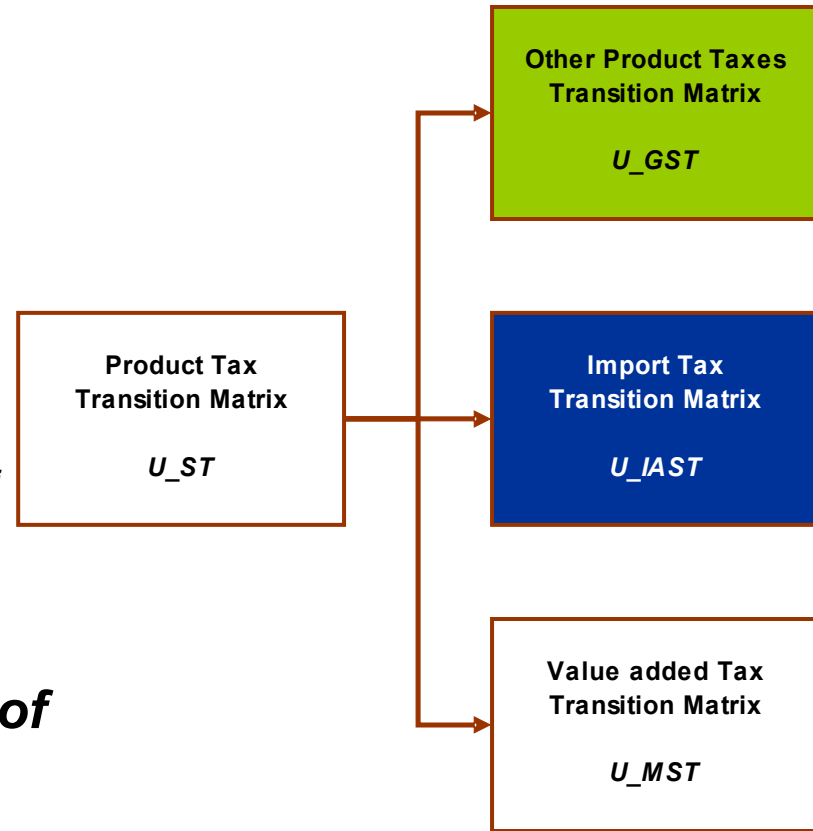 Other Product Taxes
Transition Matrix
U_GST
Product Tax
Transition Matrix
U_ST
Import Tax
Transition Matrix
U_IAST
of
Value added Tax
Transition Matrix
U_MST